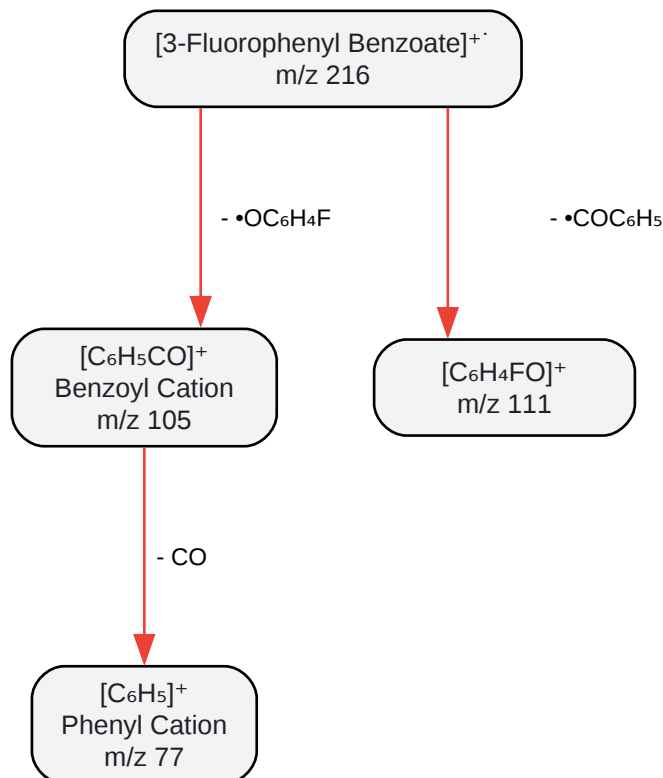 [3-Fluorophenyl Benzoate]⁺˙
m/z 216
- •OC₆H₄F
- •COC₆H₅
[C₆H₅CO]⁺
Benzoyl Cation
m/z 105
[C₆H₄FO]⁺
m/z 111
- CO
[C₆H₅]⁺
Phenyl Cation
m/z 77